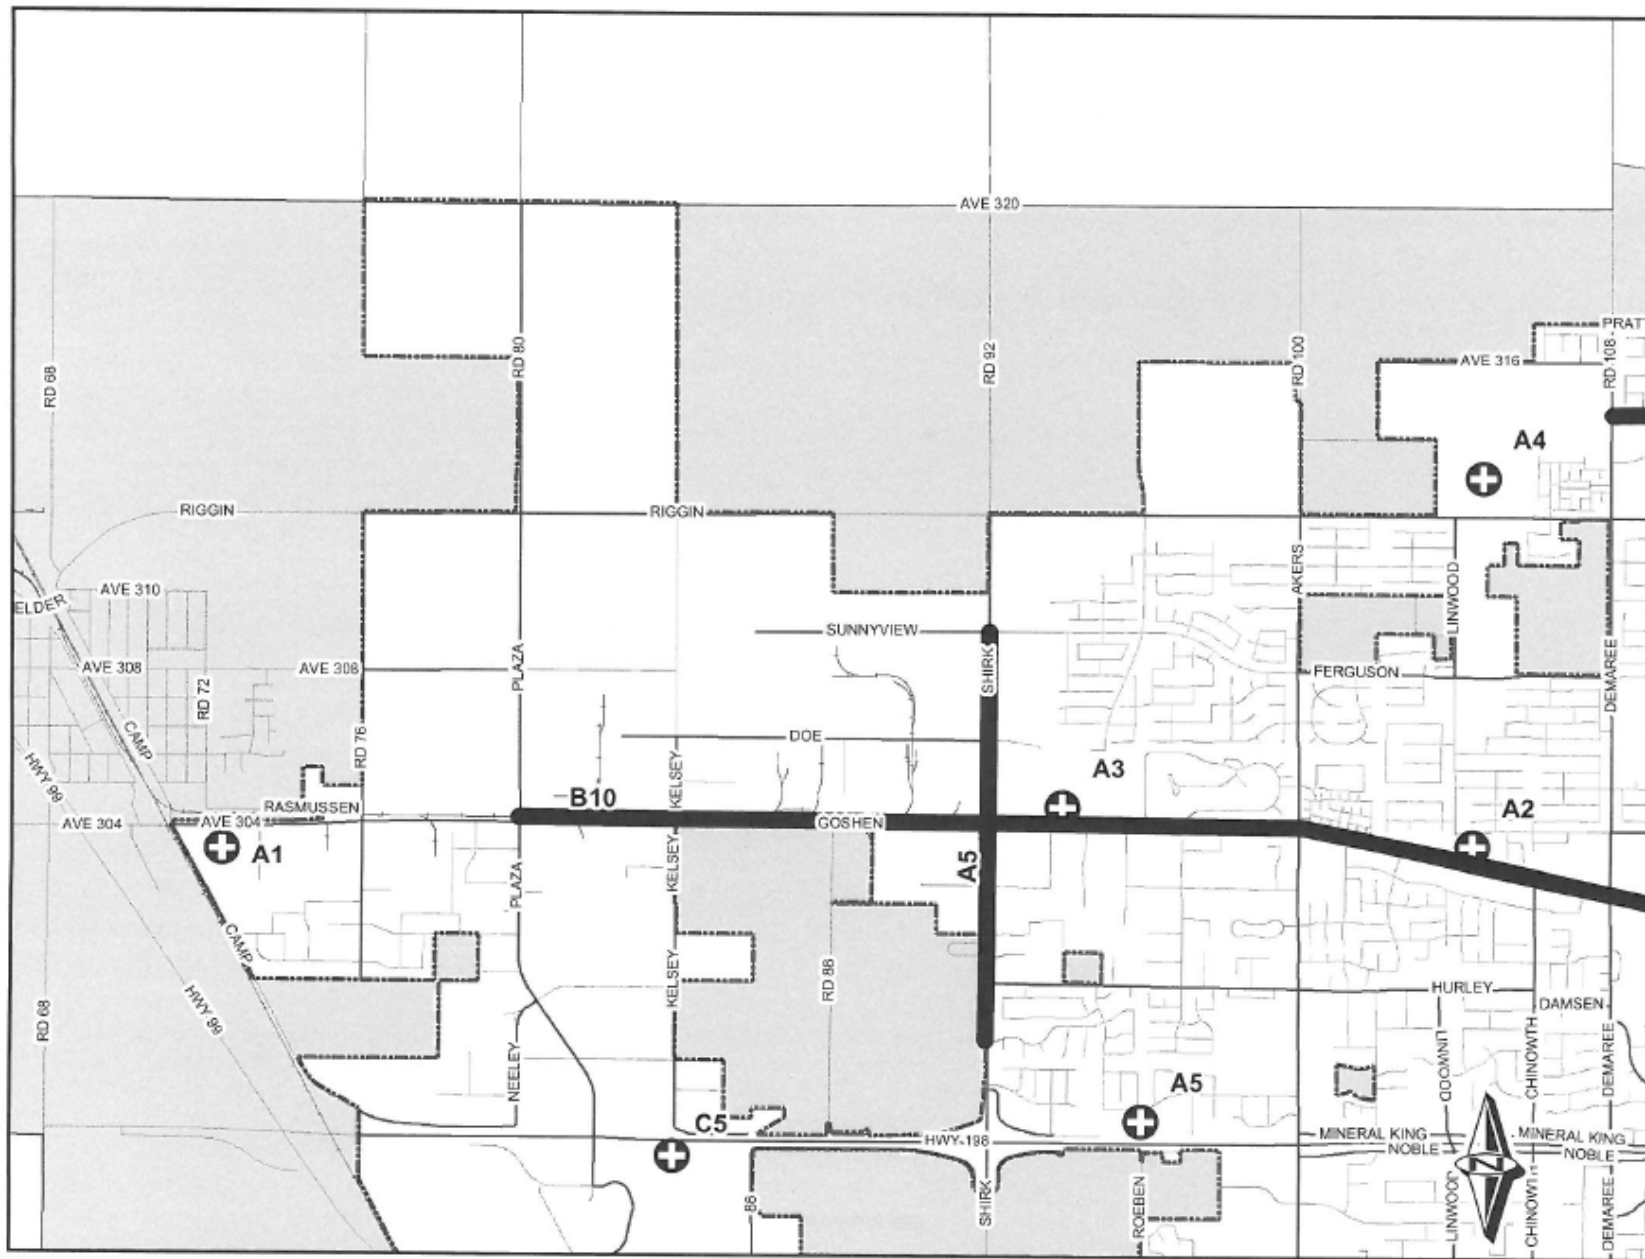 AVE 320
PRATT
RD 68
RD 80
RD 92
RD 100
AVE 316
RD 108
A4
RIGGIN
RIGGIN
AKERS
LINWOOD
AVE 310
ELDER
SUNNYVIEW
SHIRK
FERGUSON
DEMAREE
AVE 308
AVE 308
PLAZA
RD 72
CAMP
RD 76
DOE
KELSEY
A3
HWY 99
B10
RASMUSSEN
AVE 304
AVE 304
GOSHEN
A2
A1
PLAZA
KELSEY
A5
CAMP
KELSEY
RD 88
HURLEY
DAMSEN
HWY 99
RD 68
NEELEY
LINWOOD
CHINOWTH
DEMAREE
A5
C5
HWY 198
MINERAL KING
NOBLE
MINERAL KING
NOBLE
N
88
SHIRK
ROEBEN
LINWOOD
DEMAREE